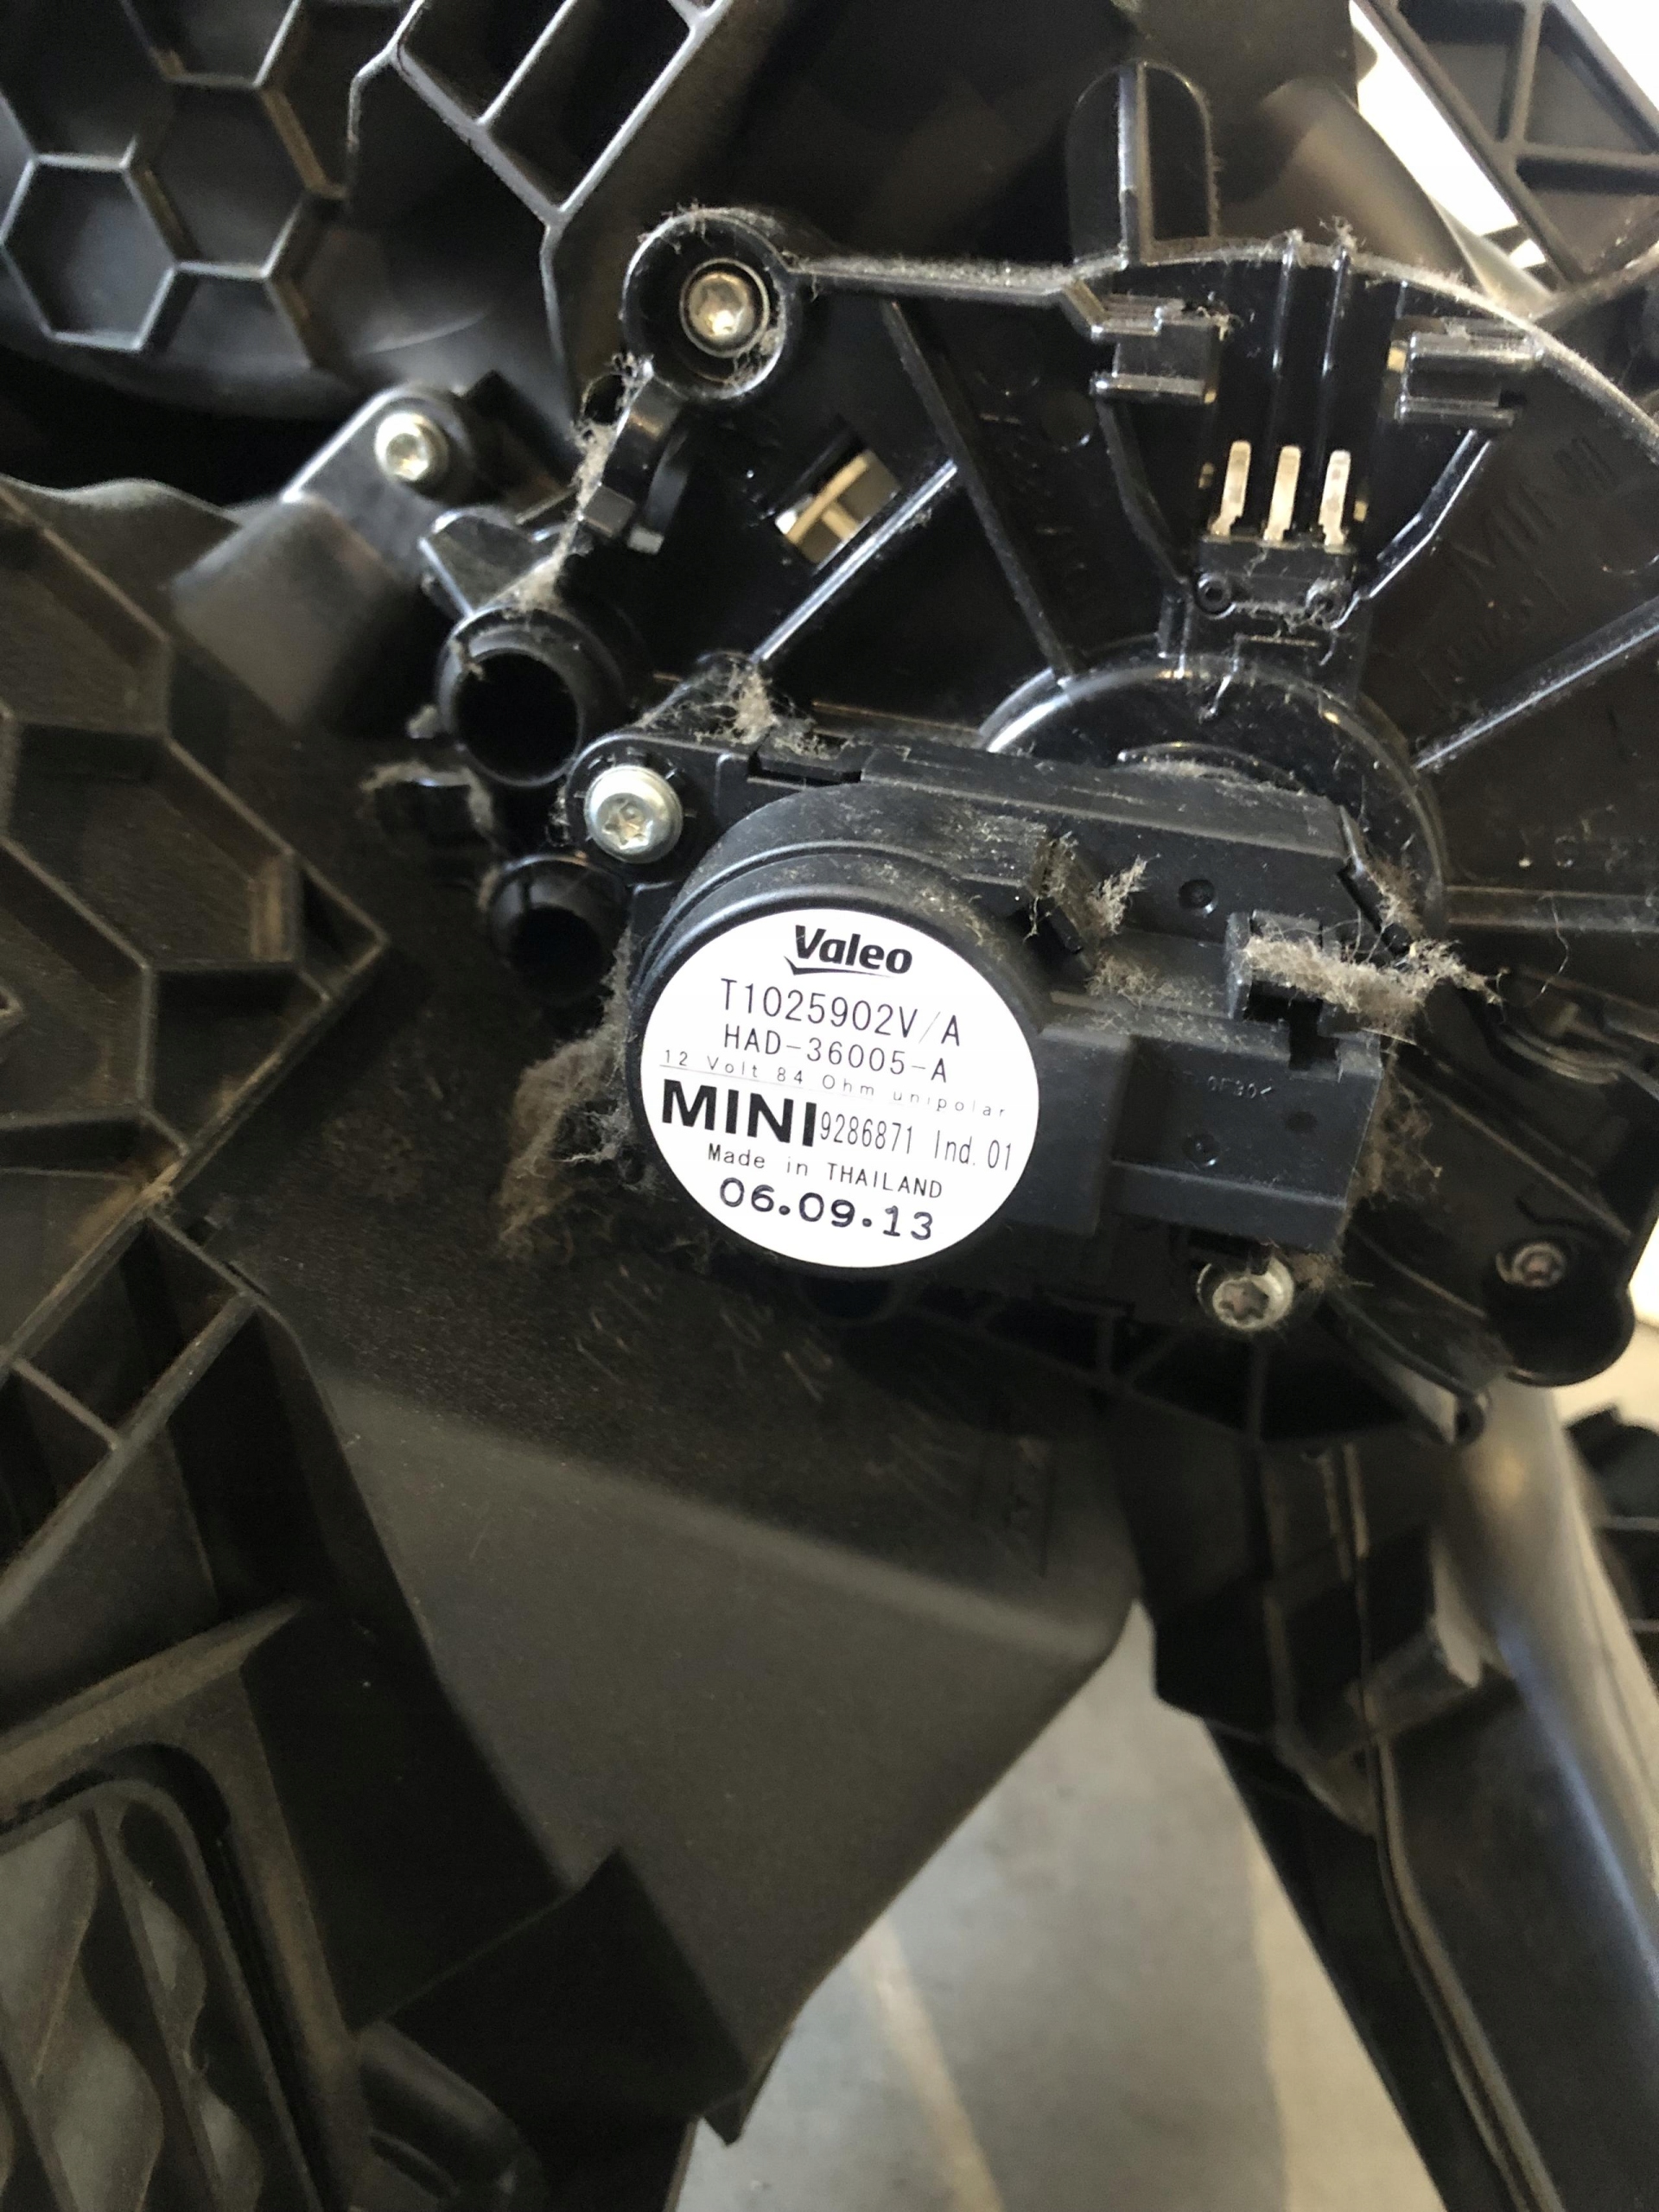 Valeo
T1025902V/A
HAD-36005-A
12 Volt 84 Ohm unipolar
MINI 9286871 Ind. 01
Made in THAILAND
06.09.13